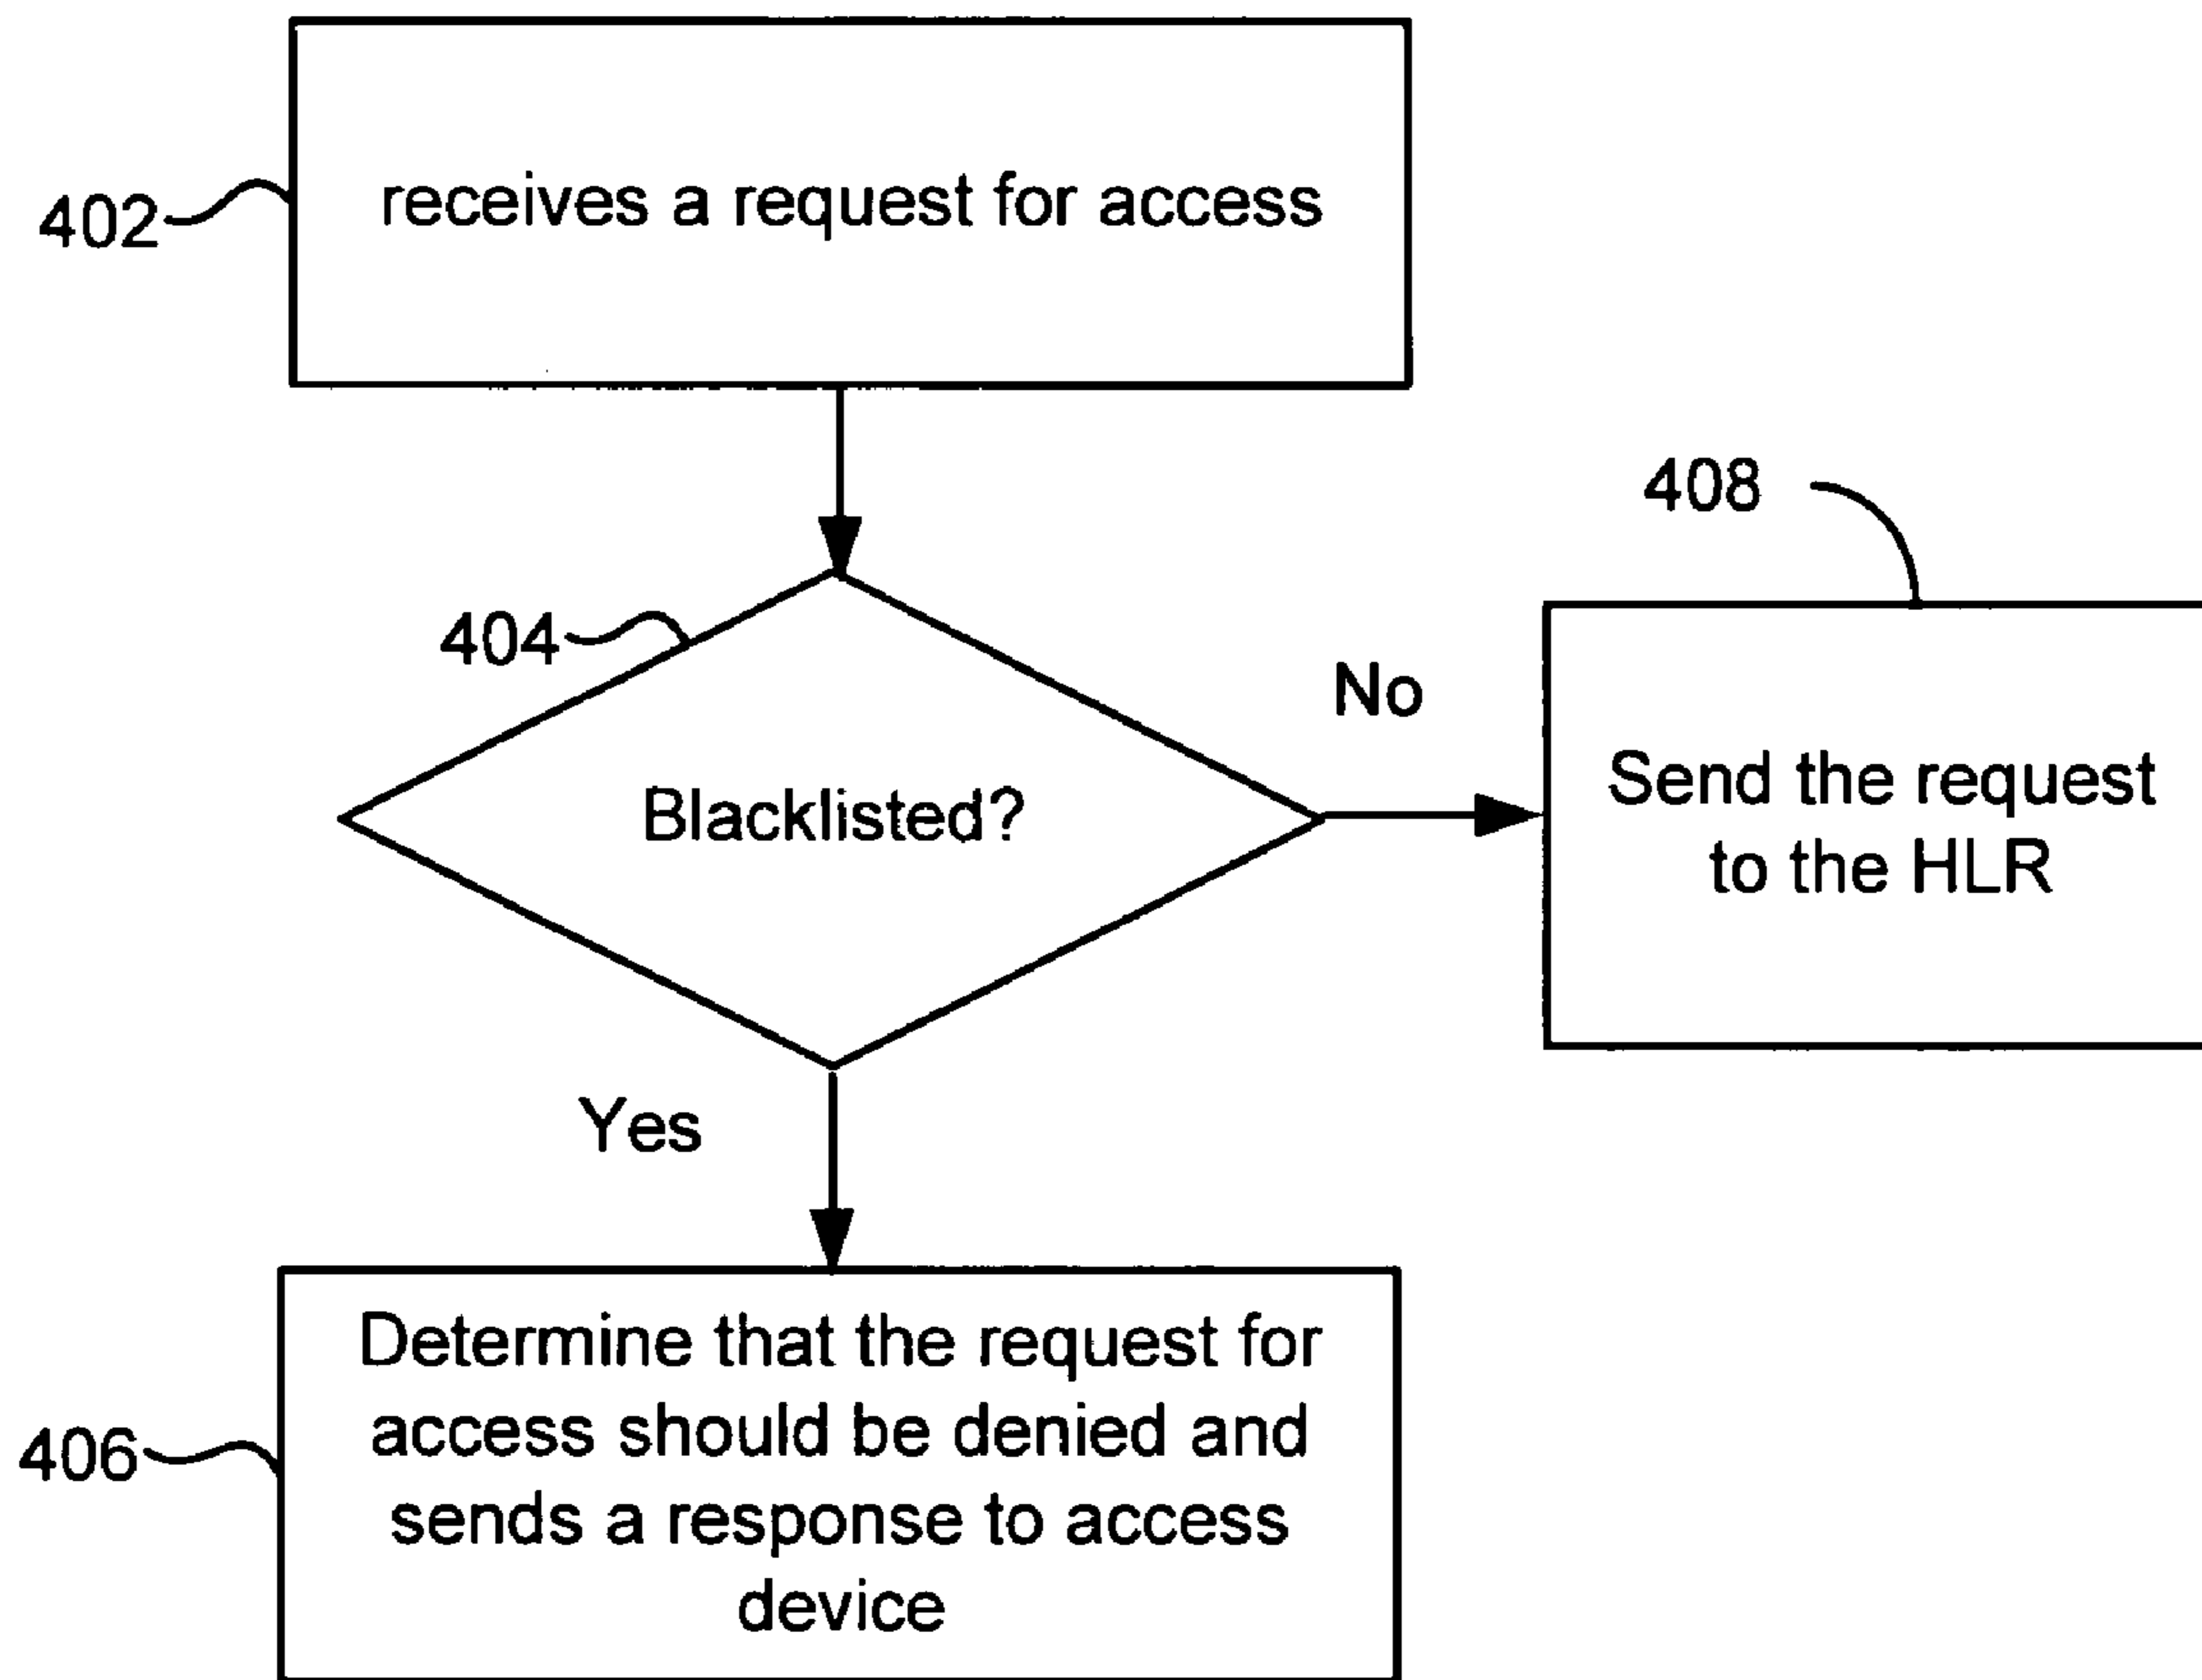 receives a request for access
402
408
404
No
Blacklisted?
Send the request
to the HLR
Yes
Determine that the request for
access should be denied and
sends a response to access
device
406